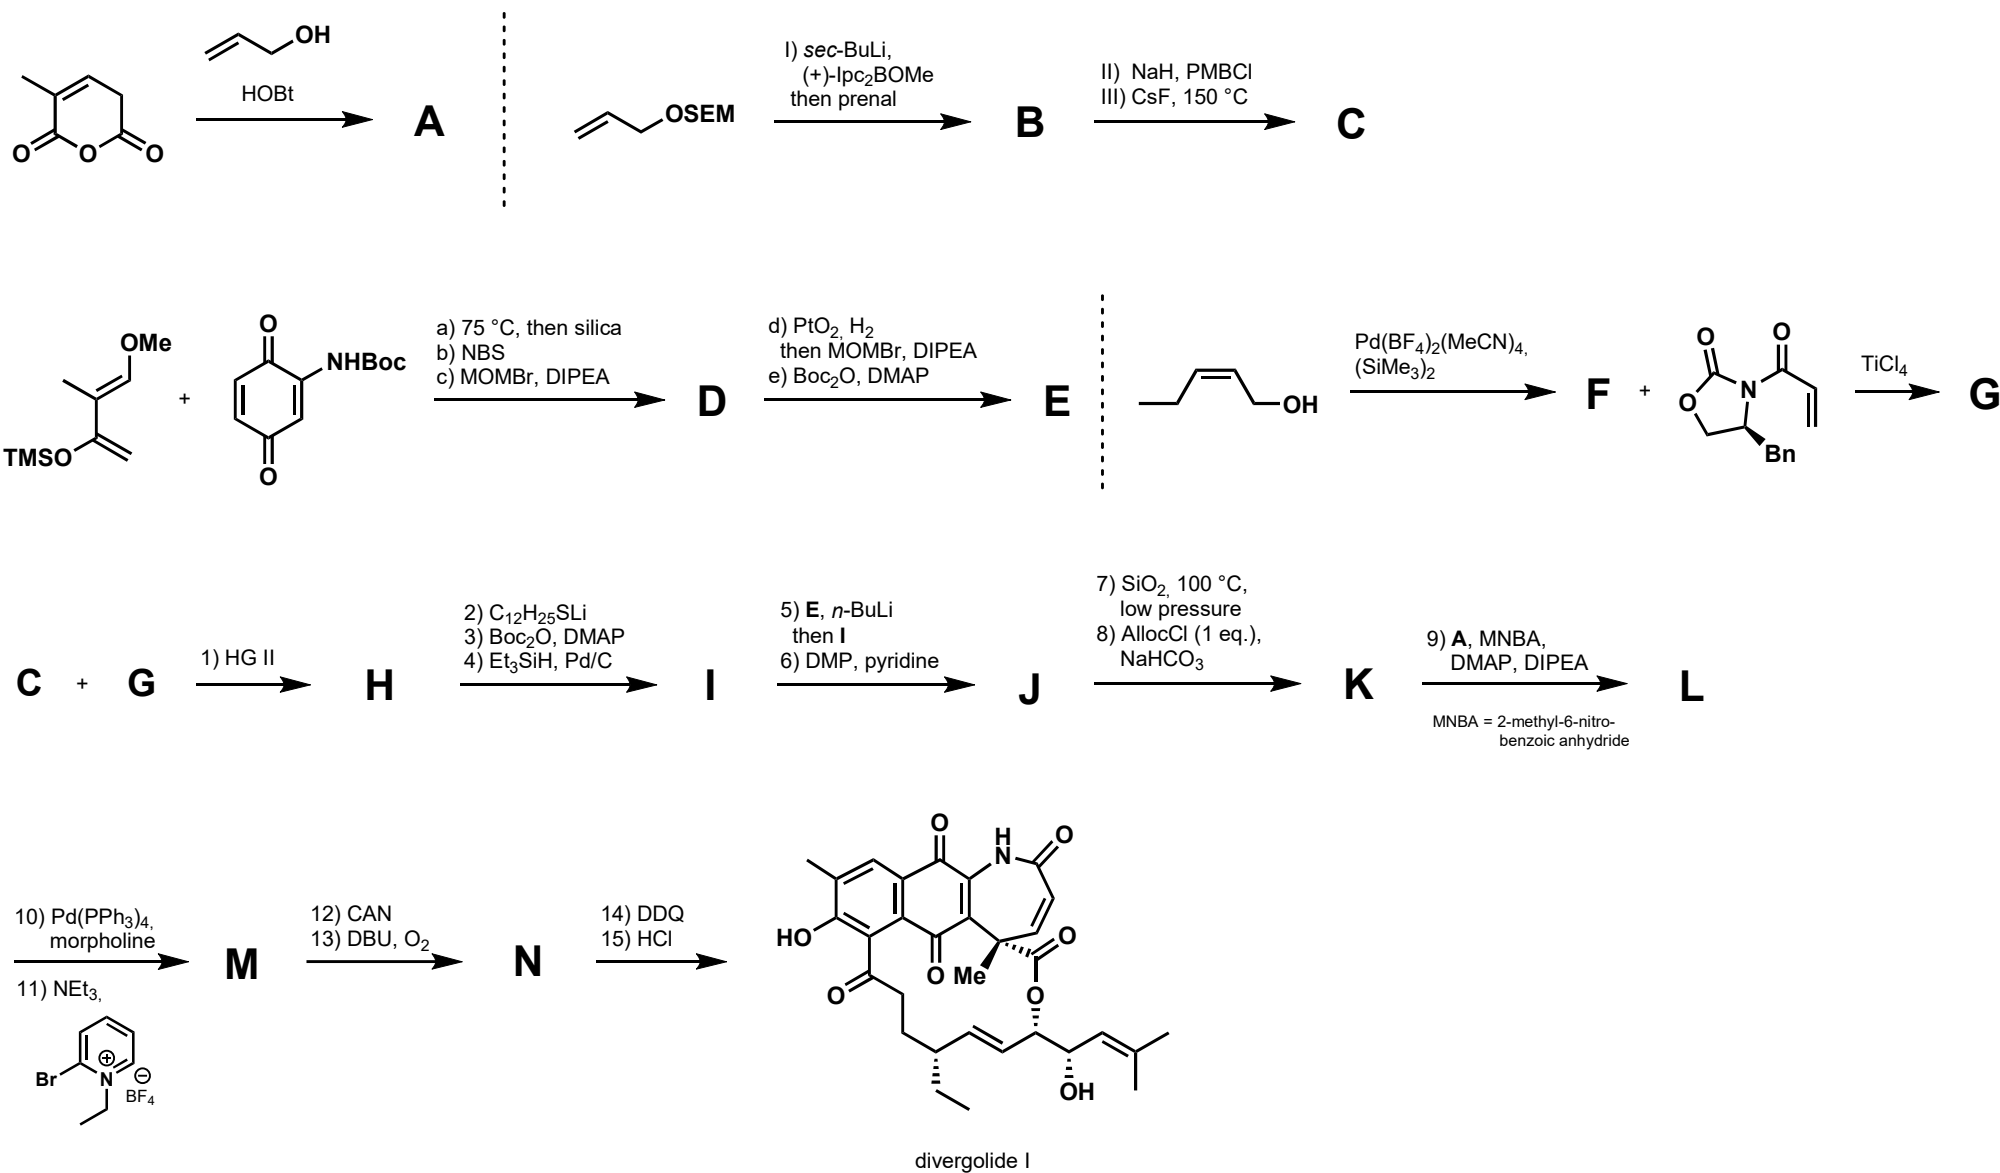 OH
HOBt
O O O
A
OSEM
I) sec-BuLi,
(+)-Ipc2BOMe
then prenal
B
II) NaH, PMBCl
III) CsF, 150 °C
C
OMe
TMSO
+
O
NHBoc
O
a) 75 °C, then silica
b) NBS
c) MOMBr, DIPEA
D
d) PtO2, H2
then MOMBr, DIPEA
e) Boc2O, DMAP
E
OH
Pd(BF4)2(MeCN)4,
(SiMe3)2
F
+
O O
N
O
Bn
TiCl4
G
C + G
1) HG II
H
2) C12H25SLi
3) Boc2O, DMAP
4) Et3SiH, Pd/C
I
5) E, n-BuLi
then I
6) DMP, pyridine
J
7) SiO2, 100 °C,
low pressure
8) AllocCl (1 eq.),
NaHCO3
K
9) A, MNBA,
DMAP, DIPEA
MNBA = 2-methyl-6-nitro-
benzoic anhydride
L
10) Pd(PPh3)4,
morpholine
11) NEt3,
Br
N
+
−
BF4
M
12) CAN
13) DBU, O2
N
14) DDQ
15) HCl
O
H
N
O
HO
O
Me
O
O
O
OH
divergolide I